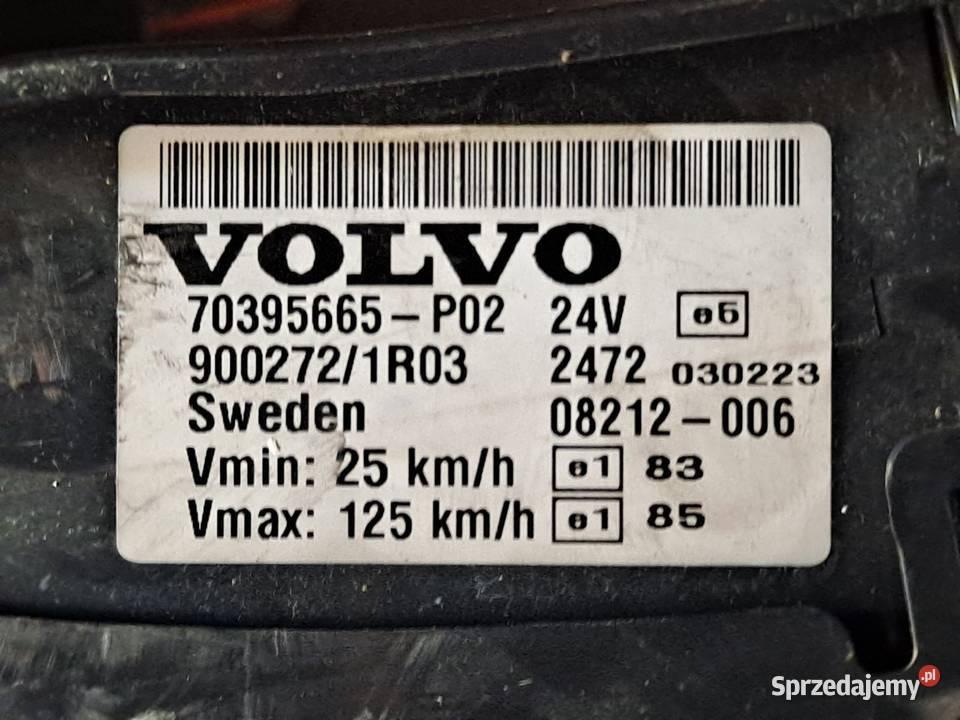 VOLVO
70395665-P02 24V e5
900272/1R03 2472 030223
Sweden 08212-006
Vmin: 25 km/h e1 83
Vmax: 125 km/h e1 85
Sprzedajemy.pl